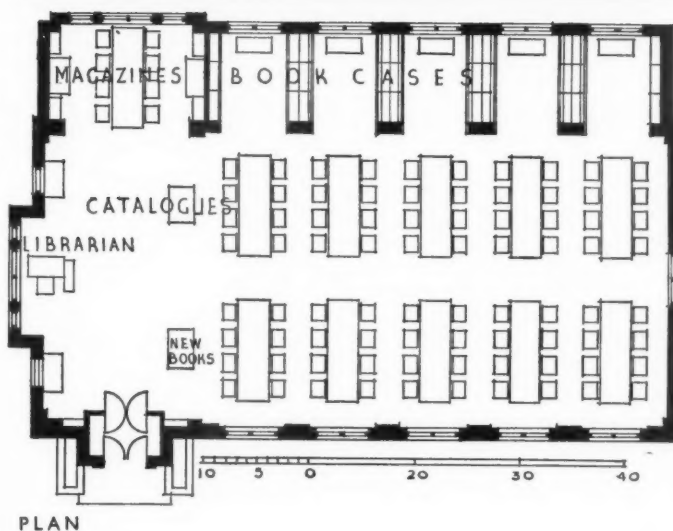 MAGAZINES BOOK CASES
CATALOGUES
LIBRARIAN
NEW
BOOKS
10 5 0 20 30 40
PLAN